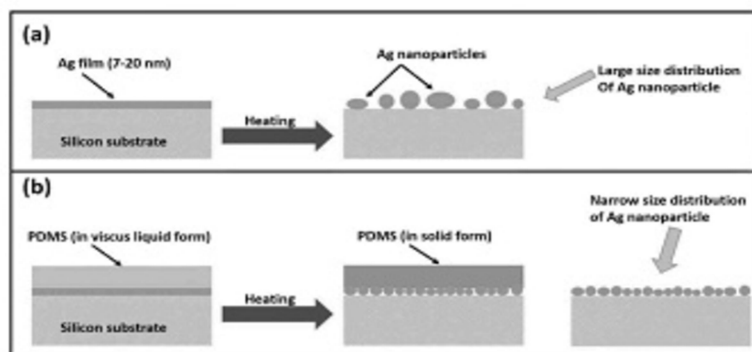 (a)
Ag film (7-20 nm)
Ag nanoparticles
Large size distribution
Of Ag nanoparticle
Heating
Silicon substrate
(b)
Narrow size distribution
of Ag nanoparticle
PDMS (in viscus liquid form)
PDMS (in solid form)
Heating
Silicon substrate